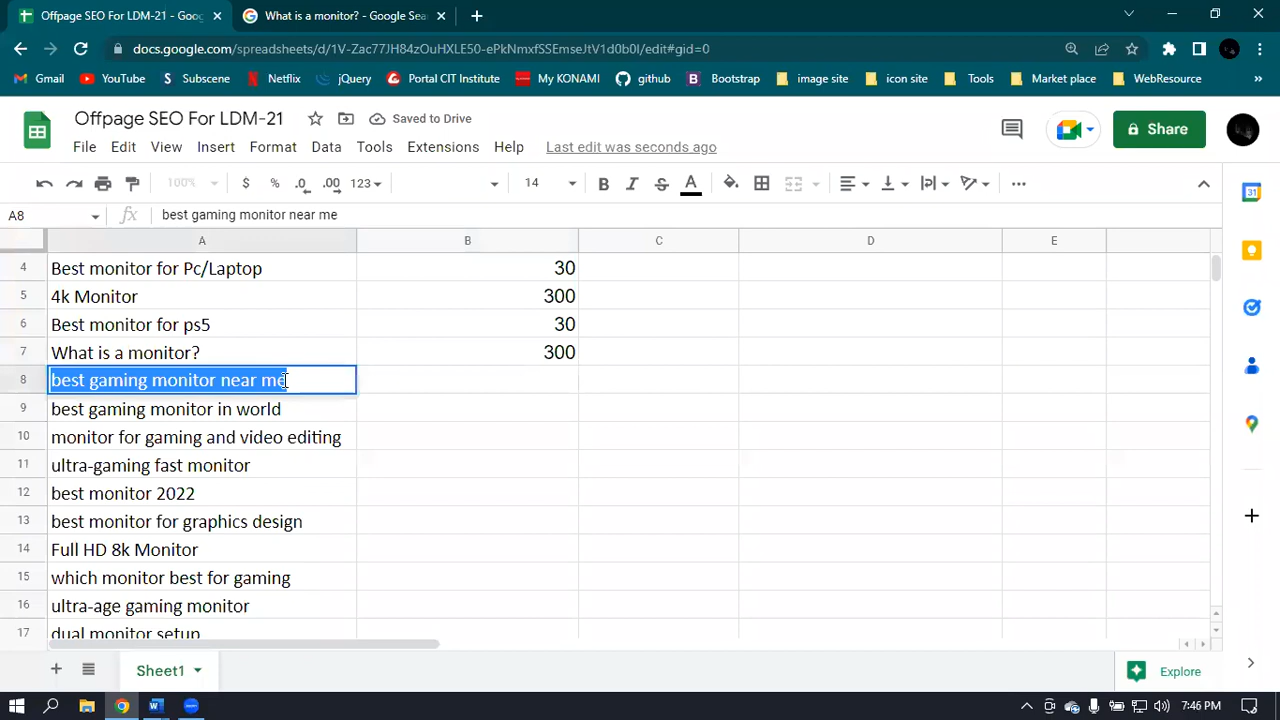 Offpage SEO For LDM-21 - Goog
What is a monitor? - Google Sea
docs.google.com/spreadsheets/d/1V-Zac77JH84zOuHXLE50-ePkNmxfSSEmseJtV1d0b0I/edit#gid=0
Gmail YouTube Subscene Netflix jQuery Portal CIT Institute My KONAMI github Bootstrap image site icon site Tools Market place WebResource »
Offpage SEO For LDM-21 Saved to Drive
Share
File Edit View Insert Format Data Tools Extensions Help Last edit was seconds ago
100% $ % .0 .00 123 14 B I S A
A8 fx best gaming monitor near me
A B C D E
4 Best monitor for Pc/Laptop 30
5 4k Monitor 300
6 Best monitor for ps5 30
7 What is a monitor? 300
8 best gaming monitor near me
9 best gaming monitor in world
10 monitor for gaming and video editing
11 ultra-gaming fast monitor
12 best monitor 2022
13 best monitor for graphics design
14 Full HD 8k Monitor
15 which monitor best for gaming
16 ultra-age gaming monitor
17 dual monitor setup
Sheet1
Explore
7:46 PM